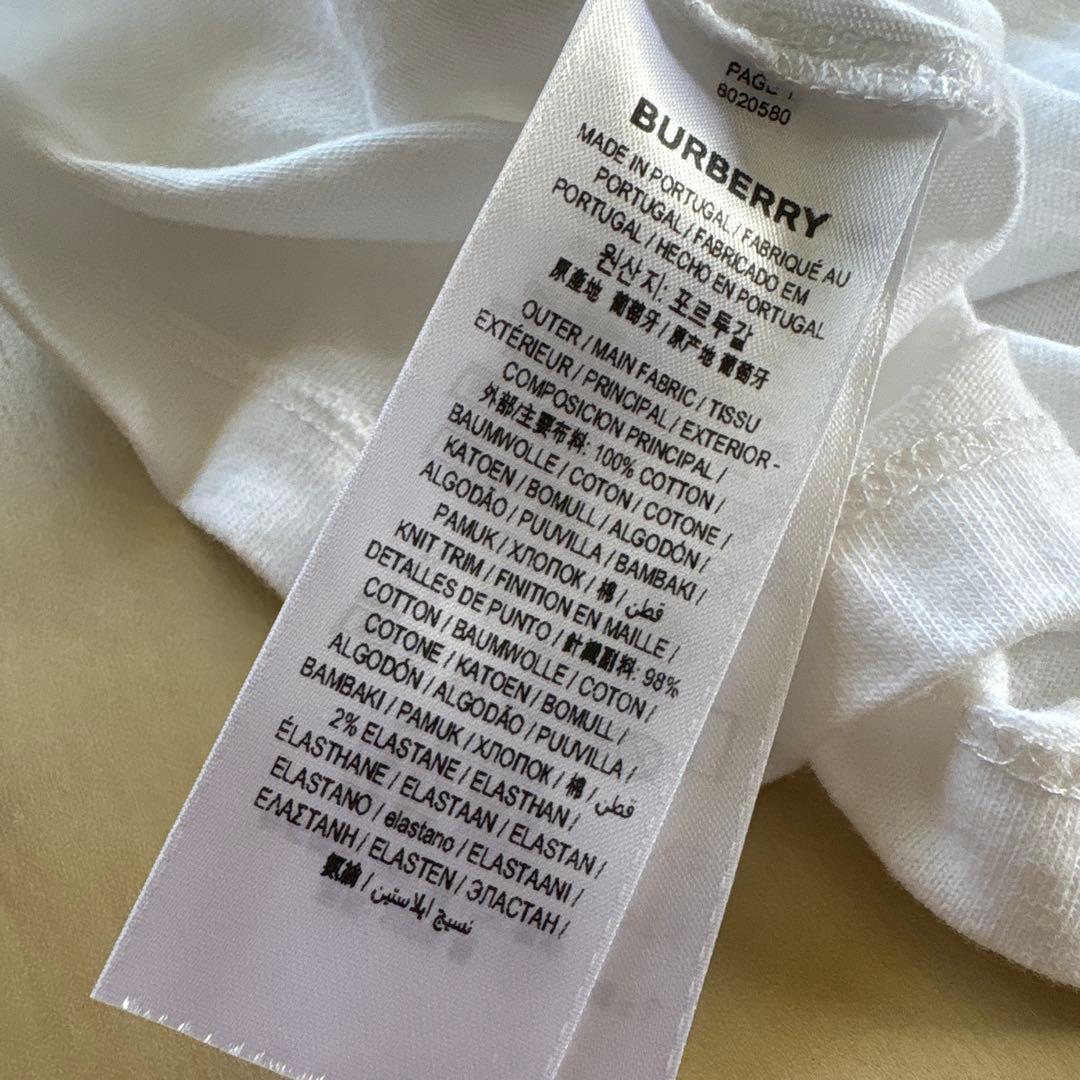 PAGE 1
8020580
BURBERRY
MADE IN PORTUGAL / FABRIQUÉ AU
PORTUGAL / FABRICADO EM
PORTUGAL / HECHO EN PORTUGAL
원산지: 포르투갈
原產地 葡萄牙 / 原产地 葡萄牙
OUTER / MAIN FABRIC / TISSU
EXTÉRIEUR / PRINCIPAL / EXTERIOR -
COMPOSICION PRINCIPAL /
外部/主要布料: 100% COTTON /
BAUMWOLLE / COTON / COTONE /
KATOEN / BOMULL / ALGODÓN /
ALGODÃO / PUUVILLA / BAMBAKI /
PAMUK / ХЛОПОК / 棉 / قطن
KNIT TRIM / FINITION EN MAILLE /
DETALLES DE PUNTO / 針織副料: 98%
COTTON / BAUMWOLLE / COTON /
COTONE / KATOEN / BOMULL /
ALGODÓN / ALGODÃO / PUUVILLA /
BAMBAKI / PAMUK / ХЛОПОК / 棉 / قطن
2% ELASTANE / ELASTHAN /
ÉLASTHANE / ELASTAAN / ELASTAN /
ELASTANO / elastano / ELASTAANI /
ΕΛΑΣΤΑΝΗ / ELASTEN / ЭЛАСТАН /
氨綸 / نسيج ايلاستين